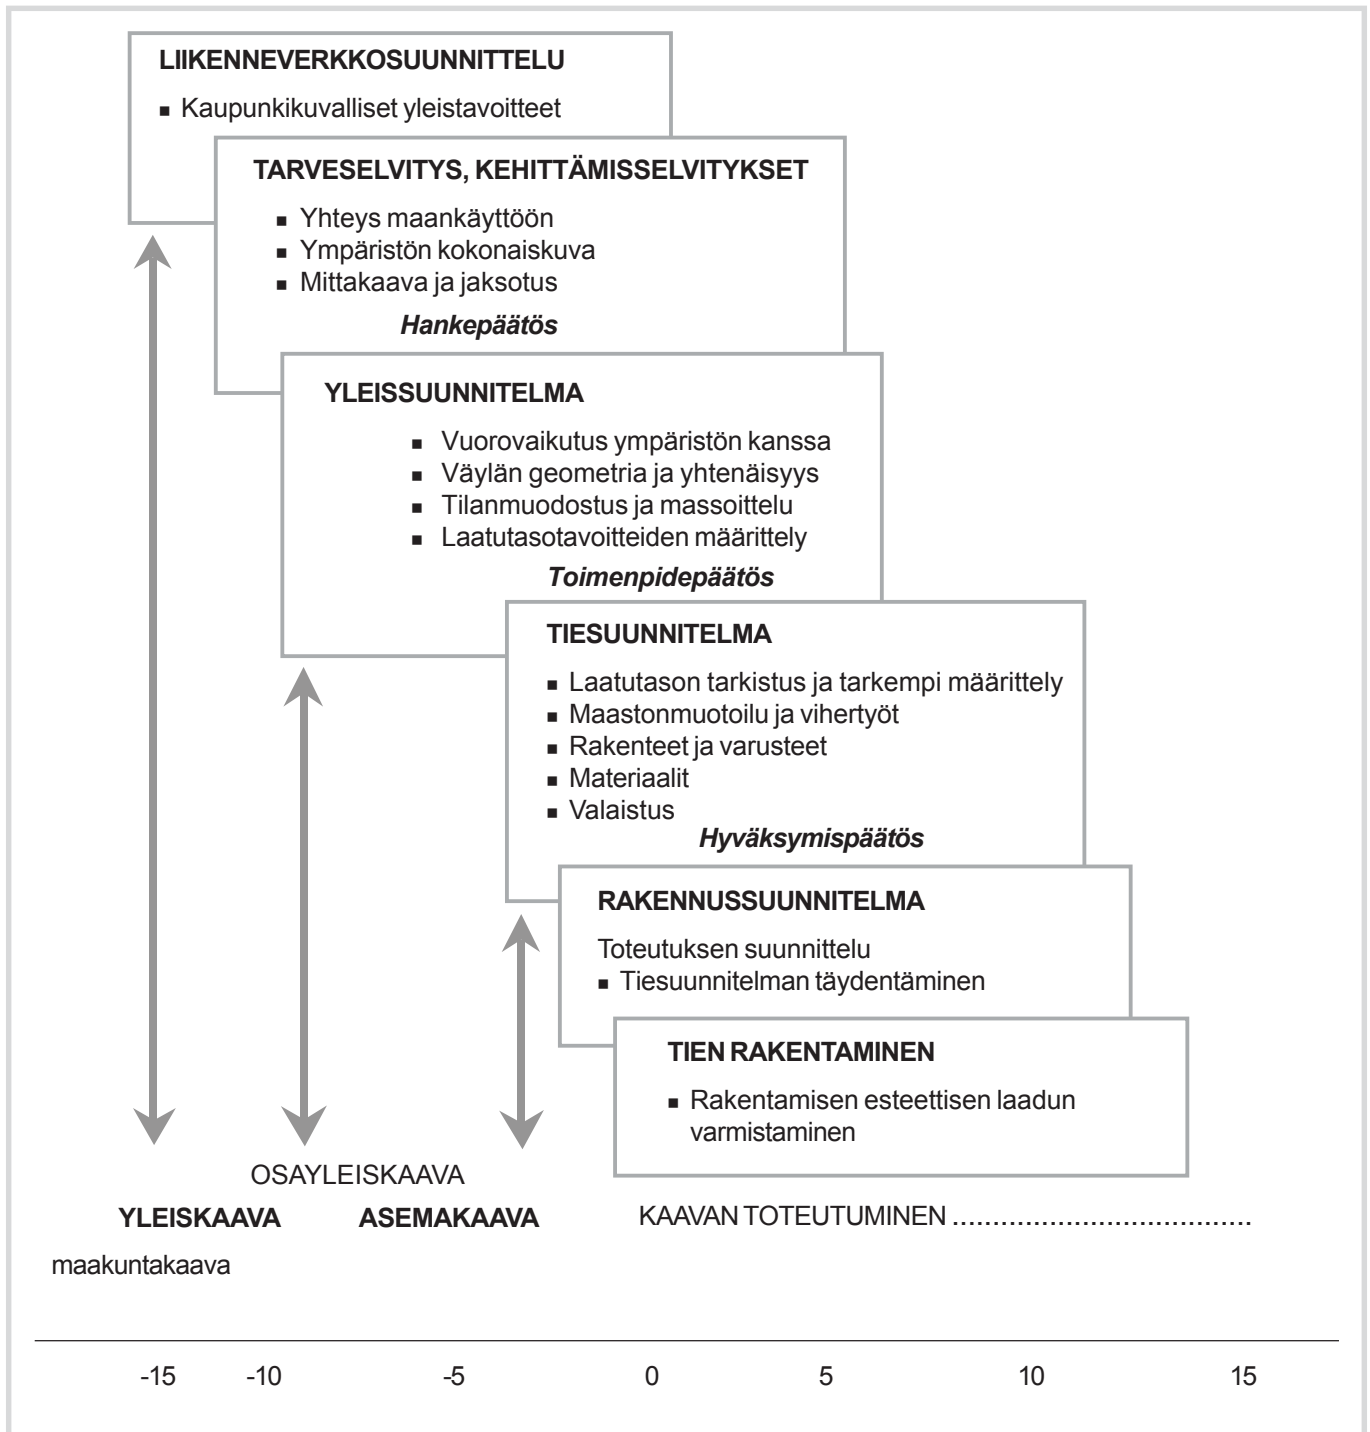 LIIKENNEVERKKOSUUNNITTELU
▪ Kaupunkikuvalliset yleistavoitteet
TARVESELVITYS, KEHITTÄMISSELVITYKSET
▪ Yhteys maankäyttöön
▪ Ympäristön kokonaiskuva
▪ Mittakaava ja jaksotus
Hankepäätös
YLEISSUUNNITELMA
▪ Vuorovaikutus ympäristön kanssa
▪ Väylän geometria ja yhtenäisyys
▪ Tilanmuodostus ja massoittelu
▪ Laatutasotavoitteiden määrittely
Toimenpidepäätös
TIESUUNNITELMA
▪ Laatutason tarkistus ja tarkempi määrittely
▪ Maastonmuotoilu ja vihertyöt
▪ Rakenteet ja varusteet
▪ Materiaalit
▪ Valaistus
Hyväksymispäätös
RAKENNUSSUUNNITELMA
Toteutuksen suunnittelu
▪ Tiesuunnitelman täydentäminen
TIEN RAKENTAMINEN
▪ Rakentamisen esteettisen laadun
varmistaminen
OSAYLEISKAAVA
YLEISKAAVA ASEMAKAAVA KAAVAN TOTEUTUMINEN .....................................
maakuntakaava
-15 -10 -5 0 5 10 15